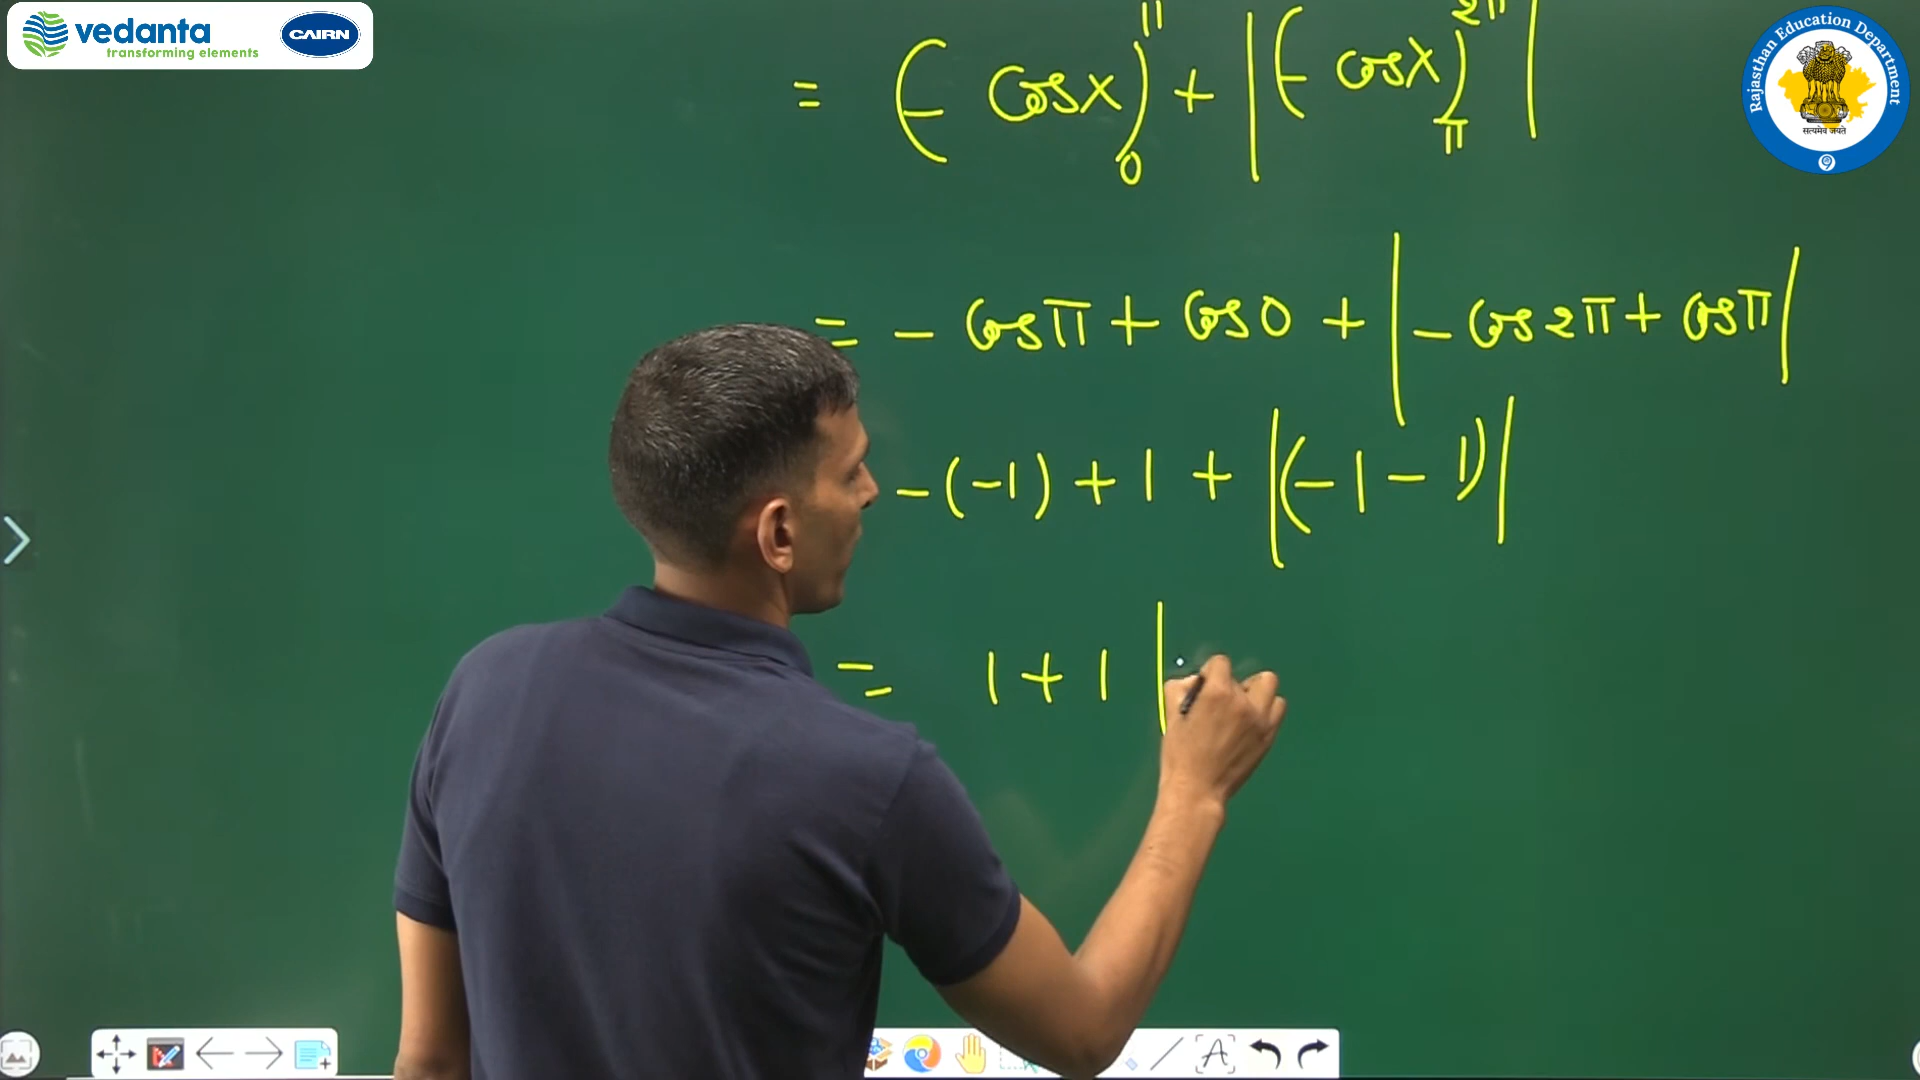 vedanta
transforming elements
CAIRN
Rajasthan Education Department
सत्यमेव जयते
= (- cosx)₀^π + |(- cosx)_π^2π|
= - cosπ + cos0 + |- cos2π + cosπ|
-(-1) + 1 + |(-1 - 1)|
= 1 + 1 |
A